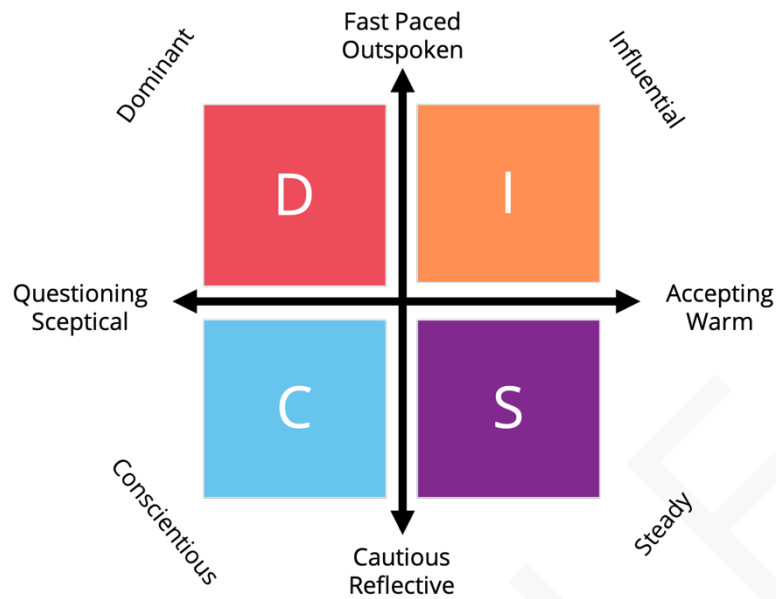 Fast Paced
Outspoken
Dominant
Influential
D
I
Questioning
Sceptical
Accepting
Warm
C
S
Conscientious
Steady
Cautious
Reflective